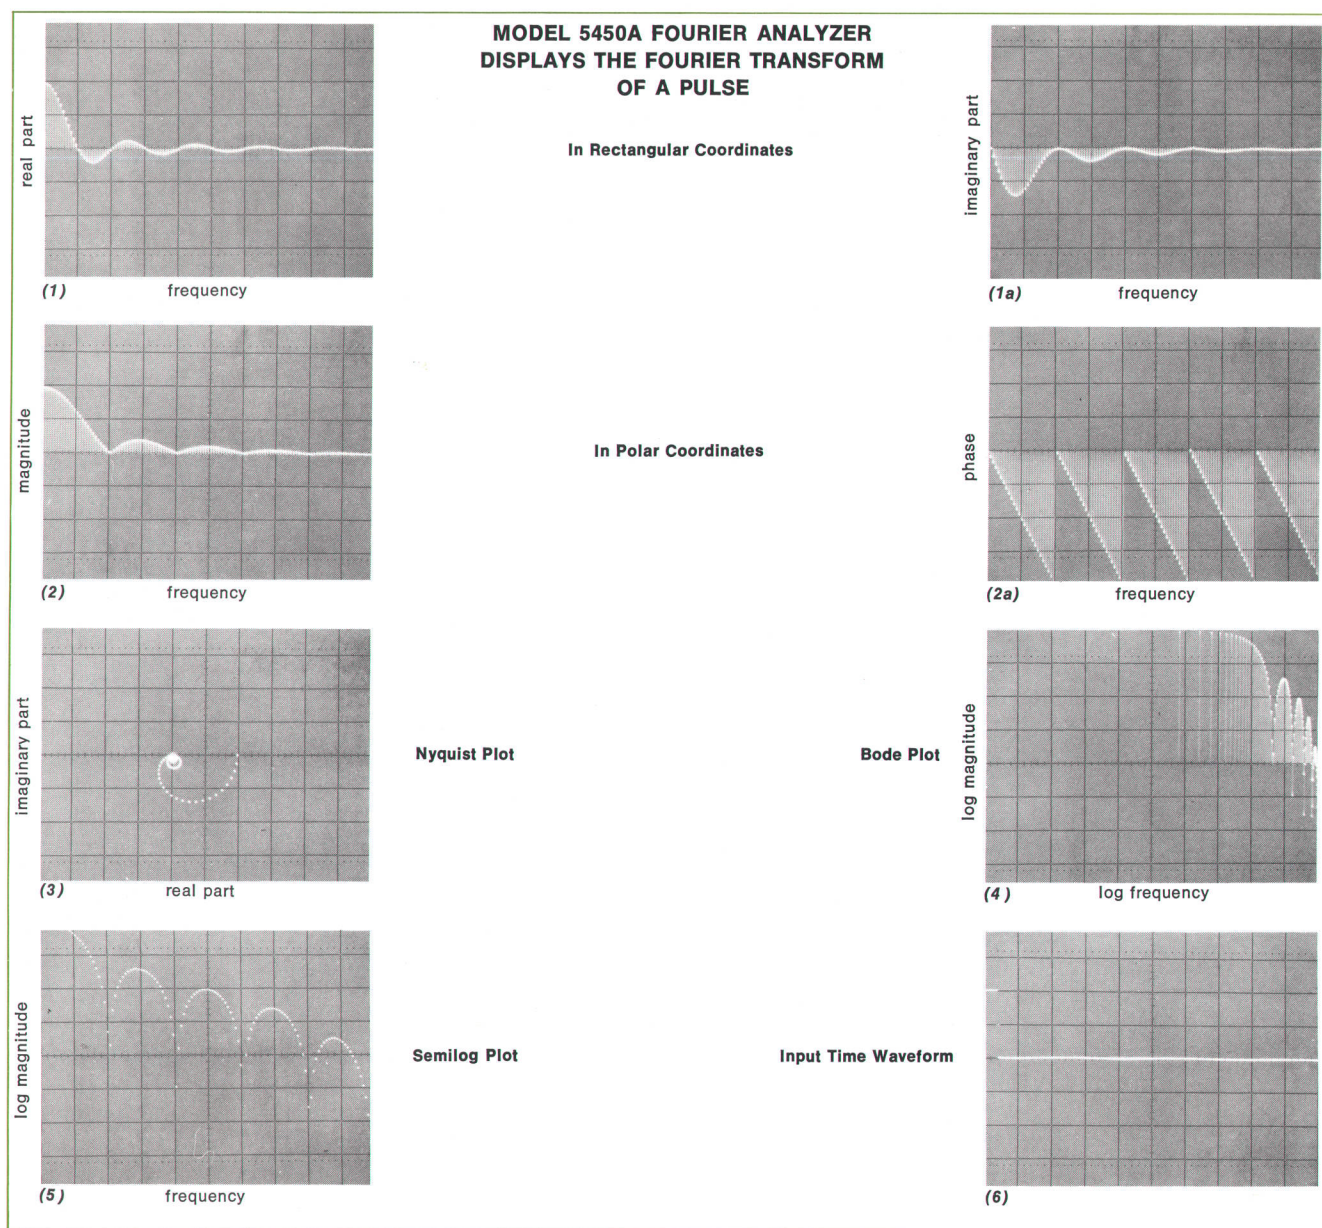 MODEL 5450A FOURIER ANALYZER
DISPLAYS THE FOURIER TRANSFORM
OF A PULSE
real part
In Rectangular Coordinates
imaginary part
(1) frequency
(1a) frequency
magnitude
In Polar Coordinates
phase
(2) frequency
(2a) frequency
imaginary part
Nyquist Plot
Bode Plot
log magnitude
(3) real part
(4) log frequency
log magnitude
Semilog Plot
Input Time Waveform
(5) frequency
(6)